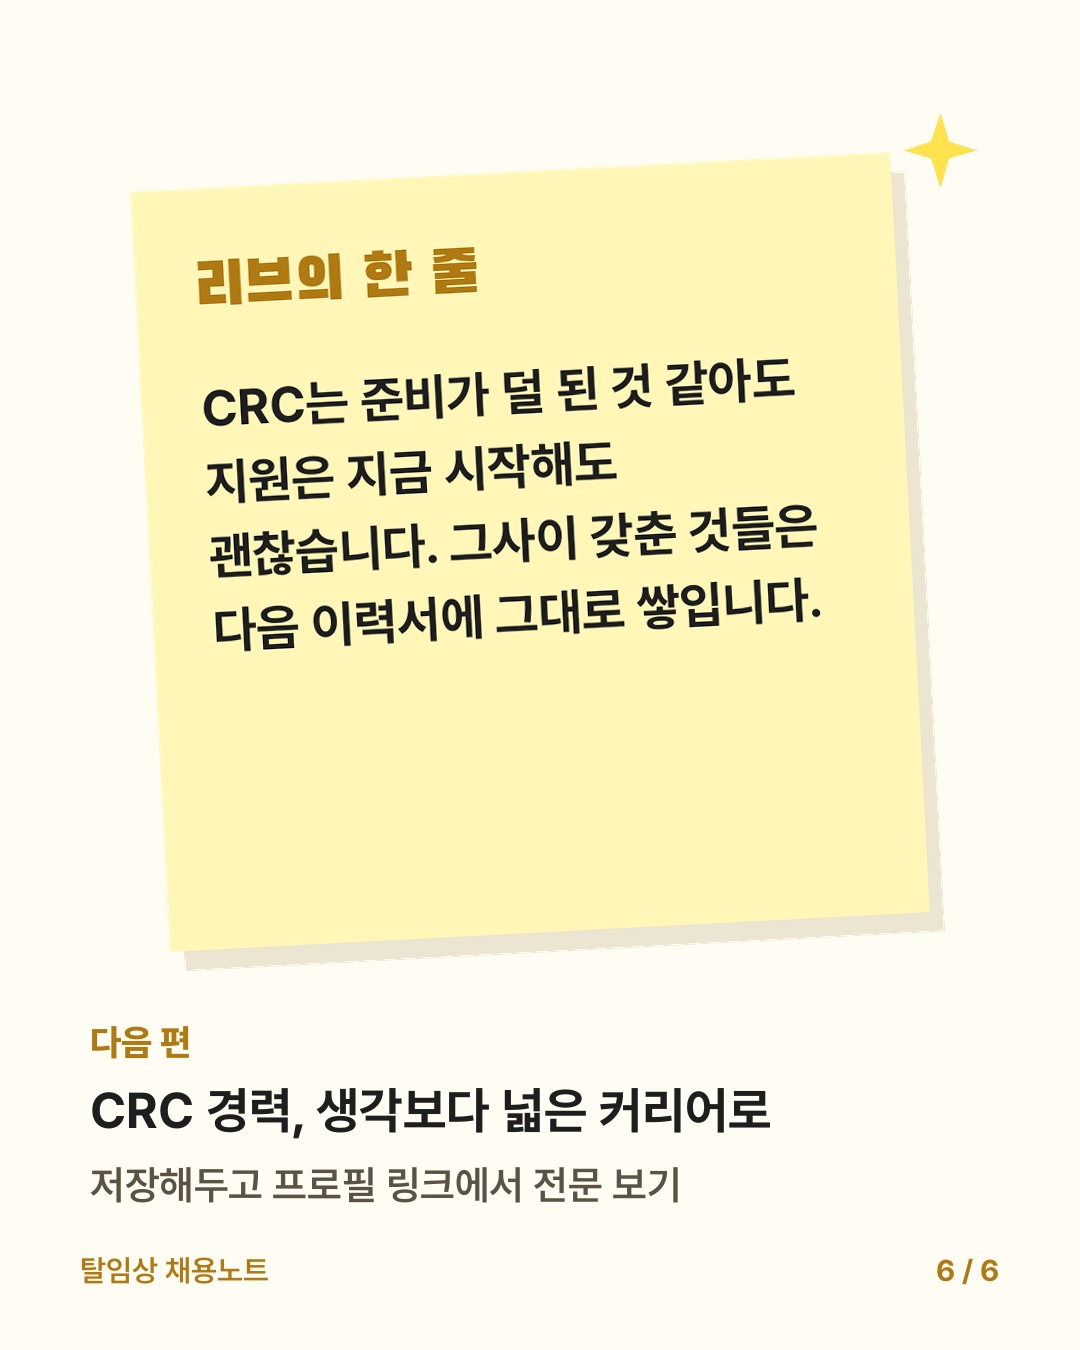 리브의 한 줄
CRC는 준비가 덜 된 것 같아도
지원은 지금 시작해도
괜찮습니다. 그사이 갖춘 것들은
다음 이력서에 그대로 쌓입니다.
다음 편
CRC 경력, 생각보다 넓은 커리어로
저장해두고 프로필 링크에서 전문 보기
탈임상 채용노트
6 / 6